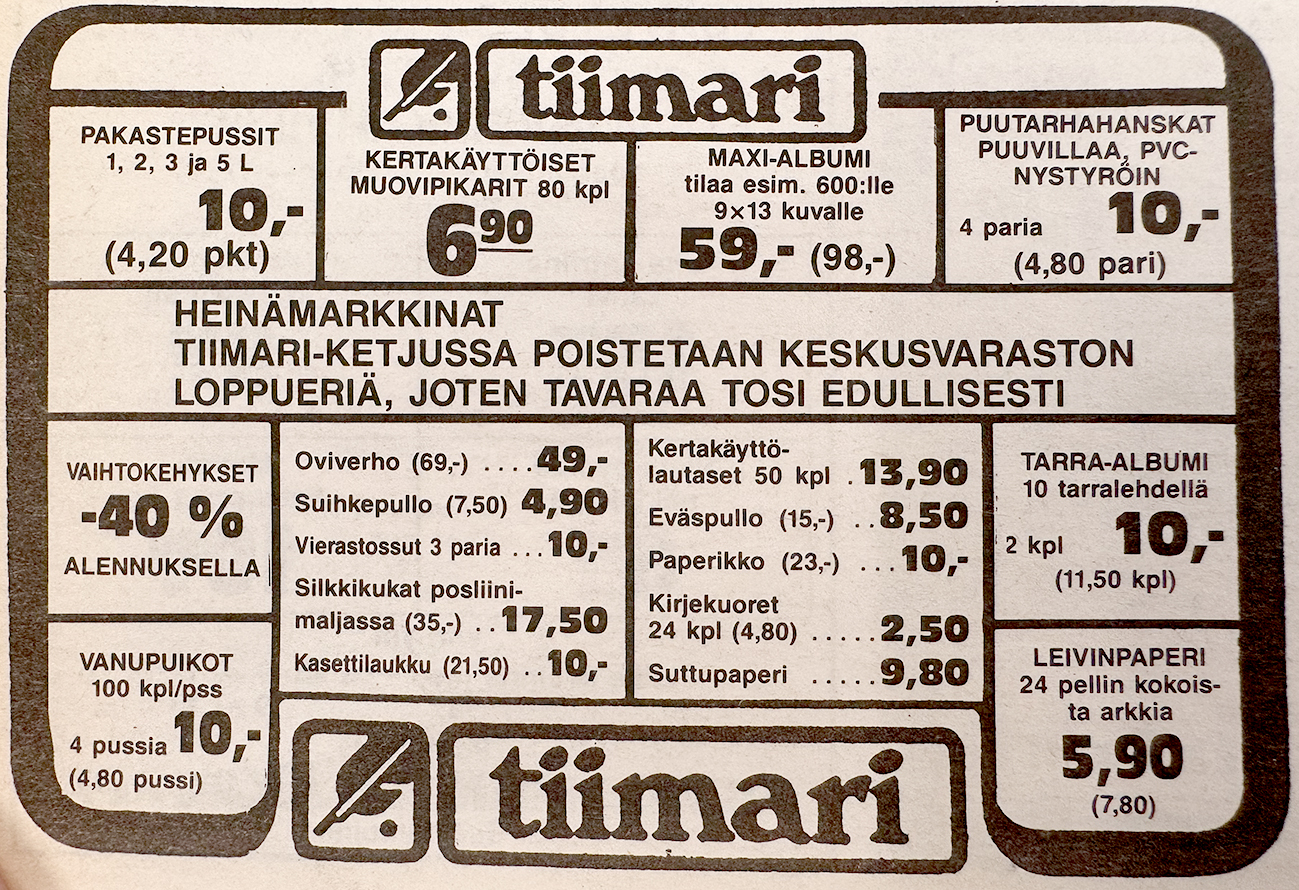 tiimari
PAKASTEPUSSIT
1, 2, 3 ja 5 L
10,-
(4,20 pkt)
KERTAKÄYTTÖISET
MUOVIPIKARIT 80 kpl
6 90
MAXI-ALBUMI
tilaa esim. 600:lle
9×13 kuvalle
59,- (98,-)
PUUTARHAHANSKAT
PUUVILLAA, PVC-
NYSTYRÖIN
4 paria 10,-
(4,80 pari)
HEINÄMARKKINAT
TIIMARI-KETJUSSA POISTETAAN KESKUSVARASTON
LOPPUERIÄ, JOTEN TAVARAA TOSI EDULLISESTI
VAIHTOKEHYKSET
-40 %
ALENNUKSELLA
VANUPUIKOT
100 kpl/pss
4 pussia 10,-
(4,80 pussi)
Oviverho (69,-) ....49,-
Suihkepullo (7,50) 4,90
Vierastossut 3 paria ...10,-
Silkkikukat posliini-
maljassa (35,-) ..17,50
Kasettilaukku (21,50) ..10,-
Kertakäyttö-
lautaset 50 kpl .13,90
Eväspullo (15,-) ..8,50
Paperikko (23,-) ...10,-
Kirjekuoret
24 kpl (4,80) .....2,50
Suttupaperi .....9,80
TARRA-ALBUMI
10 tarralehdellä
2 kpl 10,-
(11,50 kpl)
LEIVINPAPERI
24 pellin kokois-
ta arkkia
5,90
(7,80)
tiimari